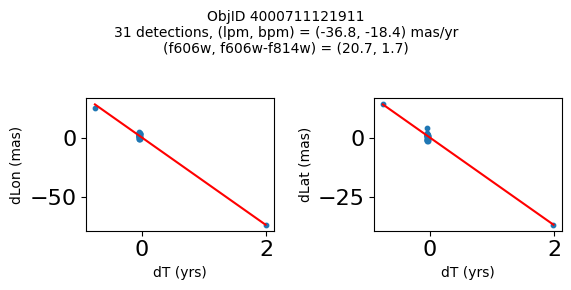 ObjID 4000711121911
31 detections, (lpm, bpm) = (-36.8, -18.4) mas/yr
(f606w, f606w-f814w) = (20.7, 1.7)
dLon (mas)
0
−50
0
2
dT (yrs)
dLat (mas)
0
−25
0
2
dT (yrs)